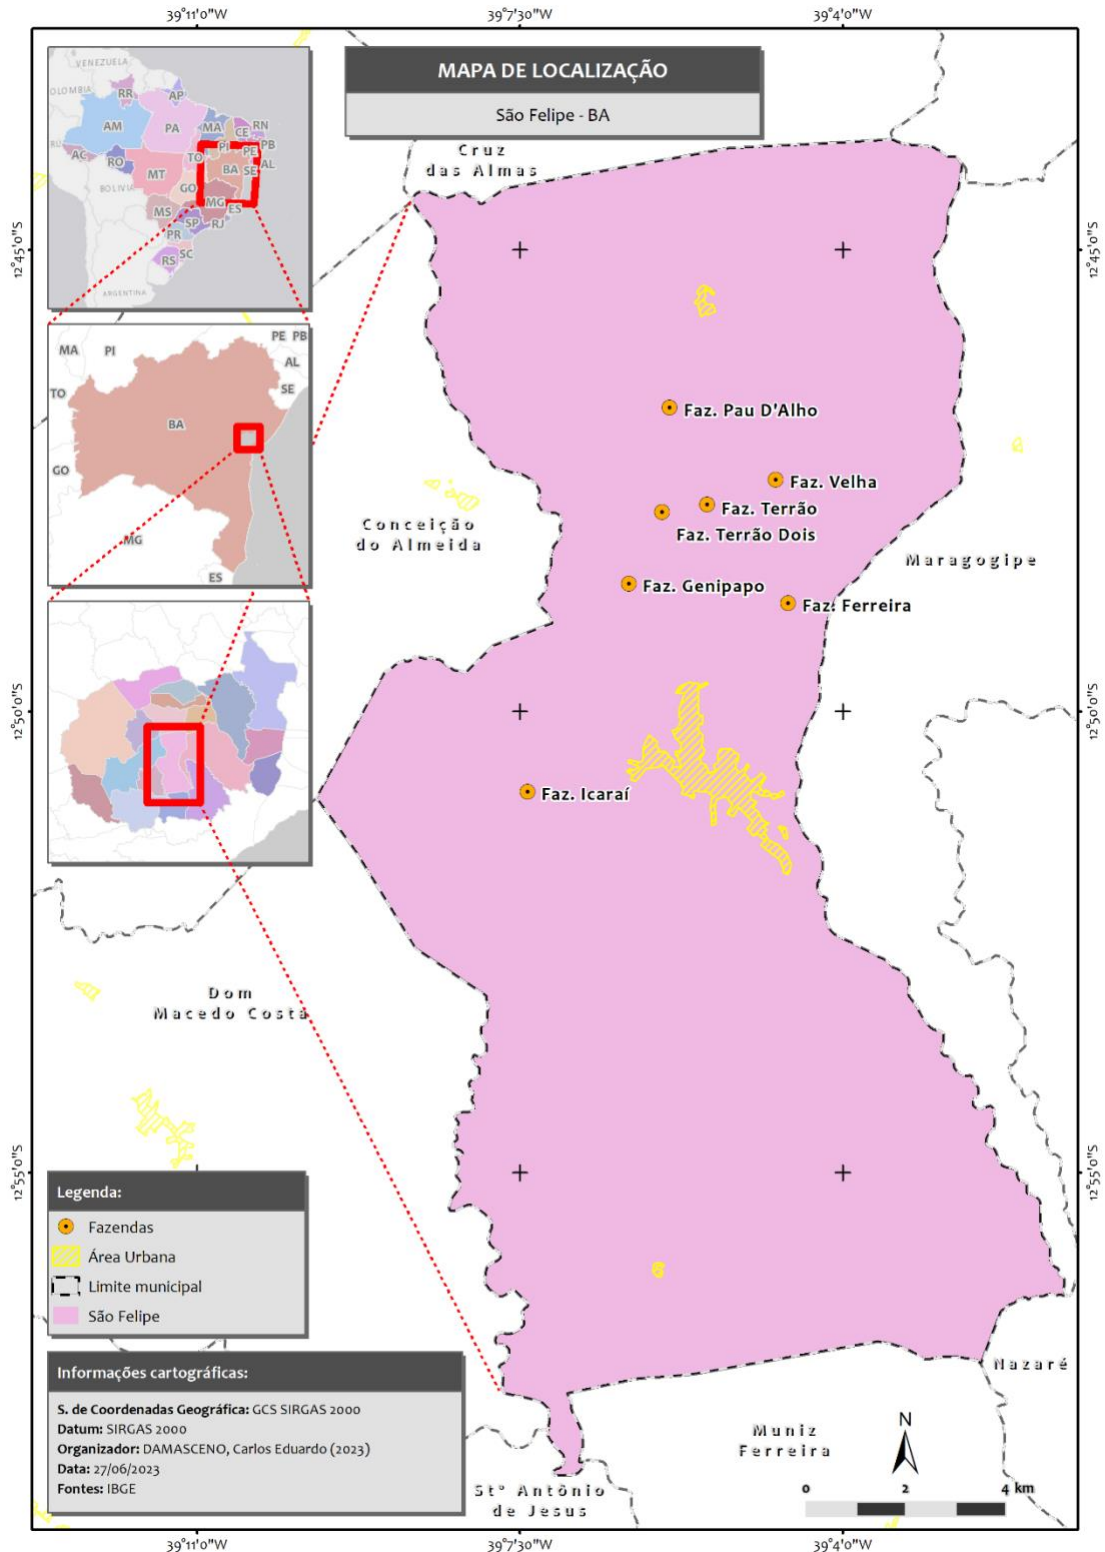 39°11'0"W
39°7'30"W
39°4'0"W
MAPA DE LOCALIZAÇÃO
São Felipe - BA
VENEZUELA
OLOMBIA
RR
AP
AM
PA
MA
CE
RN
PI
PE
PB
AC
RO
TO
AL
BA
SE
MT
BOLIVIA
GO
MG
ES
MS
SP
RJ
PR
SC
RS
ARGENTINA
12°45'0"S
12°45'0"S
Cruz
das Almas
MA
PI
PE
PB
AL
SE
TO
BA
GO
MG
ES
Faz. Pau D'Alho
Faz. Velha
Faz. Terrão
Faz. Terrão Dois
Conceição
do Almeida
Maragogipe
Faz. Genipapo
Faz. Ferreira
12°50'0"S
12°50'0"S
Faz. Icaraí
Dom
Macedo Costa
12°55'0"S
12°55'0"S
Legenda:
Fazendas
Área Urbana
Limite municipal
São Felipe
Informações cartográficas:
S. de Coordenadas Geográfica: GCS SIRGAS 2000
Datum: SIRGAS 2000
Organizador: DAMASCENO, Carlos Eduardo (2023)
Data: 27/06/2023
Fontes: IBGE
Nazaré
Muniz
Ferreira
St° Antônio
de Jesus
N
0 2 4 km
39°11'0"W
39°7'30"W
39°4'0"W